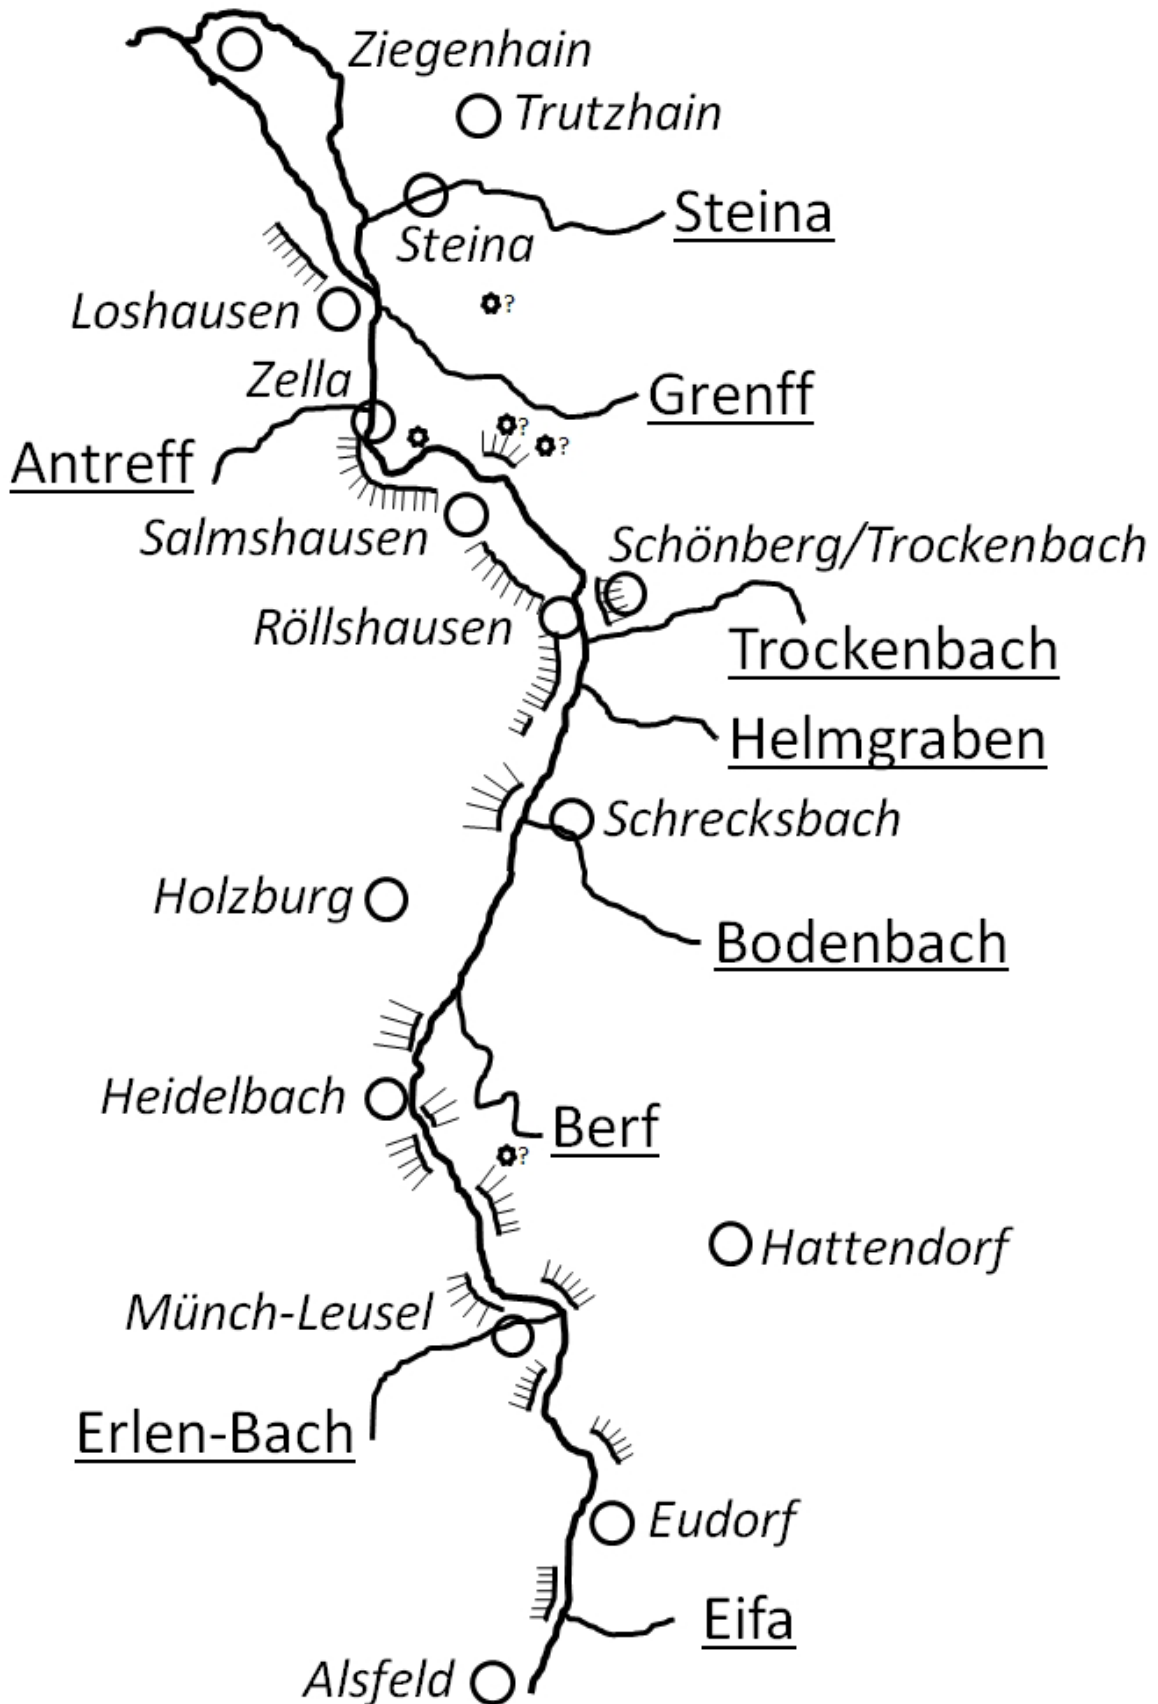 Ziegenhain
Trutzhain
Steina
Steina
?
Loshausen
Zella
Grenff
?
?
Antreff
Salmshausen
Schönberg/Trockenbach
Röllshausen
Trockenbach
Helmgraben
Schrecksbach
Holzburg
Bodenbach
Heidelbach
Berf
?
Hattendorf
Münch-Leusel
Erlen-Bach
Eudorf
Eifa
Alsfeld